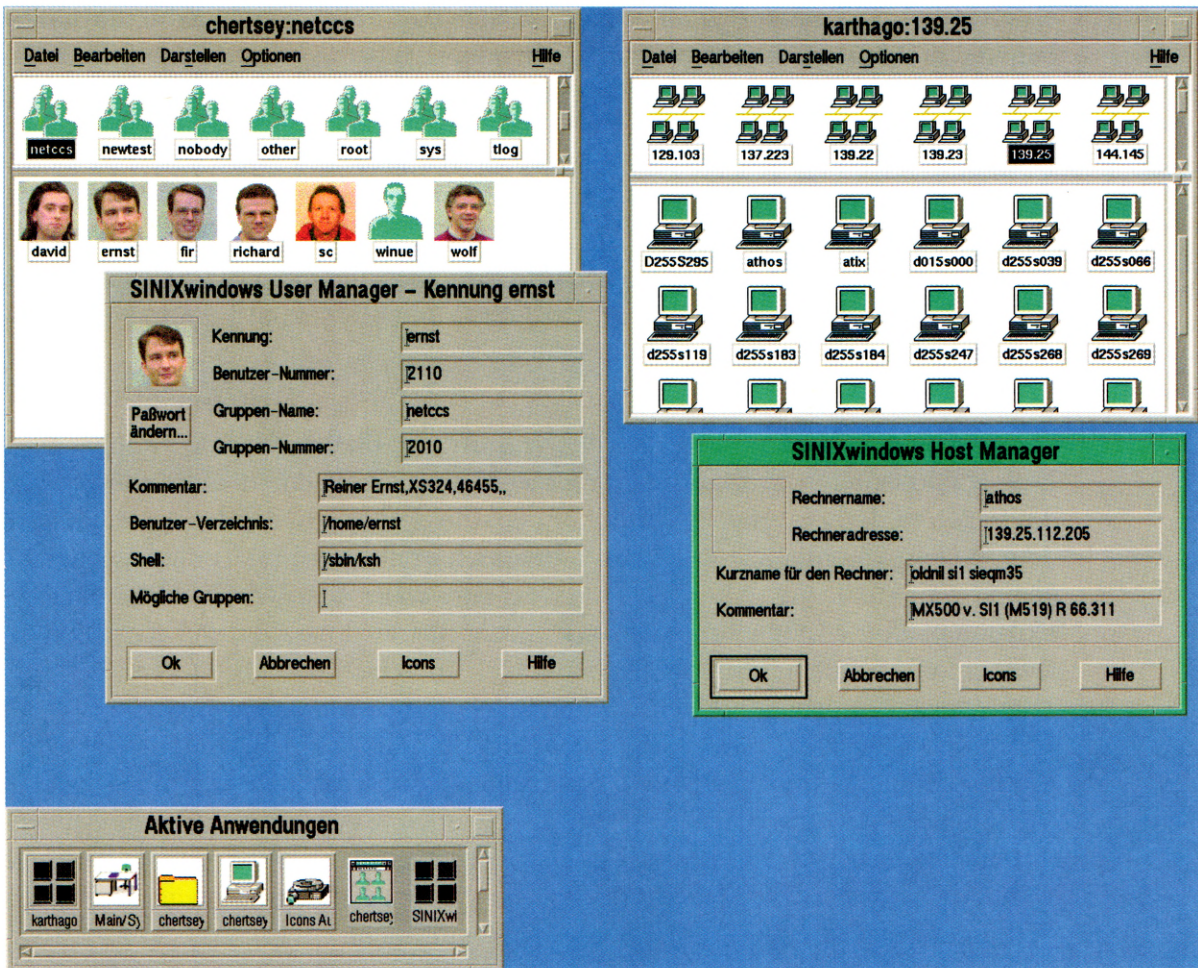 chertsey:netccs
Datei Bearbeiten Darstellen Optionen Hilfe
netccs newtest nobody other root sys tlog
david ernst fir richard sc winue wolf
karthago:139.25
Datei Bearbeiten Darstellen Optionen Hilfe
129.103 137.223 139.22 139.23 139.25 144.145
D255S295 athos atix d015s000 d255s039 d255s066
d255s119 d255s183 d255s184 d255s247 d255s268 d255s269
SINIXwindows User Manager – Kennung ernst
Kennung: ernst
Benutzer-Nummer: 2110
Paßwort ändern...
Gruppen-Name: netccs
Gruppen-Nummer: 2010
Kommentar: Reiner Ernst,XS324,46455,,
Benutzer-Verzeichnis: /home/ernst
Shell: /sbin/ksh
Mögliche Gruppen:
Ok Abbrechen Icons Hilfe
SINIXwindows Host Manager
Rechnername: athos
Rechneradresse: 139.25.112.205
Kurzname für den Rechner: oldnil si1 sieqm35
Kommentar: MX500 v. SI1 (M519) R 66.311
Ok Abbrechen Icons Hilfe
Aktive Anwendungen
karthago Main/Sy chertsey chertsey Icons Au chertsey SINIXwi